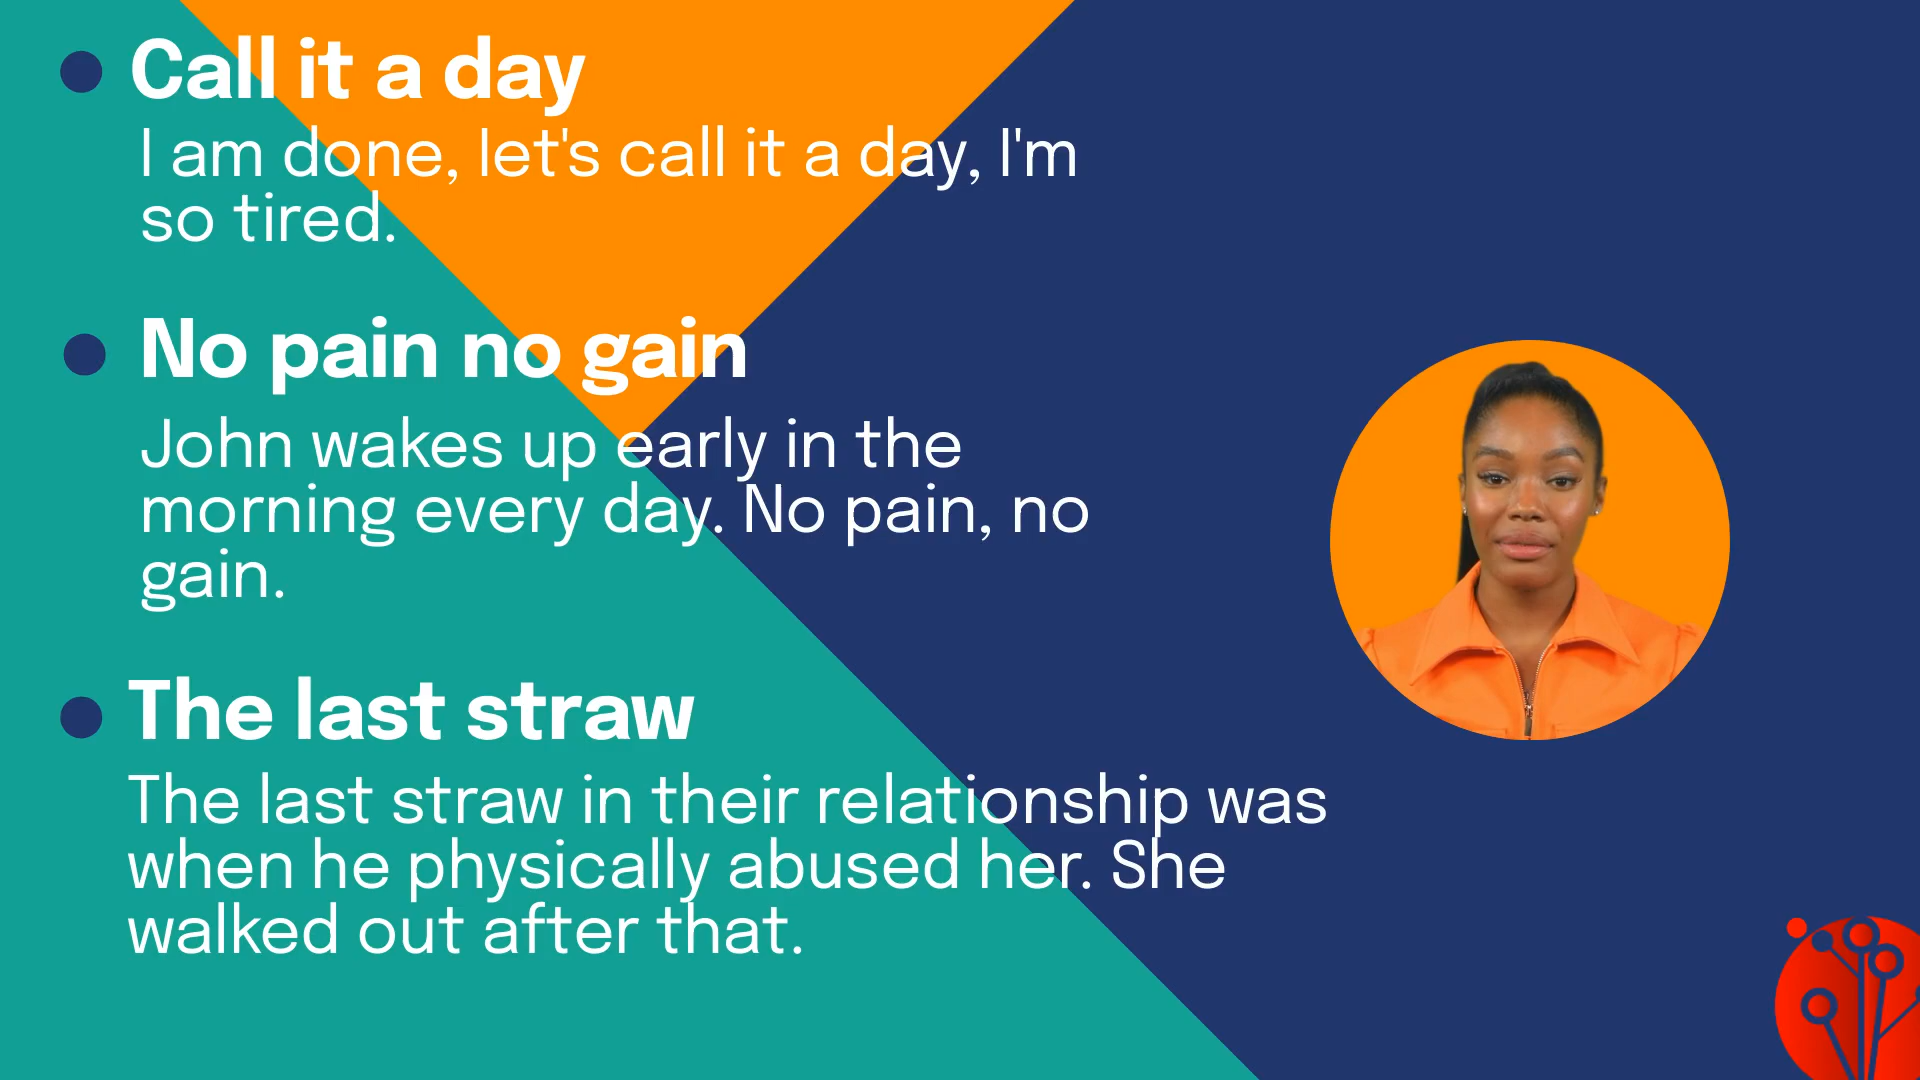 Call it a day
I am done, let's call it a day, I'm
so tired.
No pain no gain
John wakes up early in the
morning every day. No pain, no
gain.
The last straw
The last straw in their relationship was
when he physically abused her. She
walked out after that.